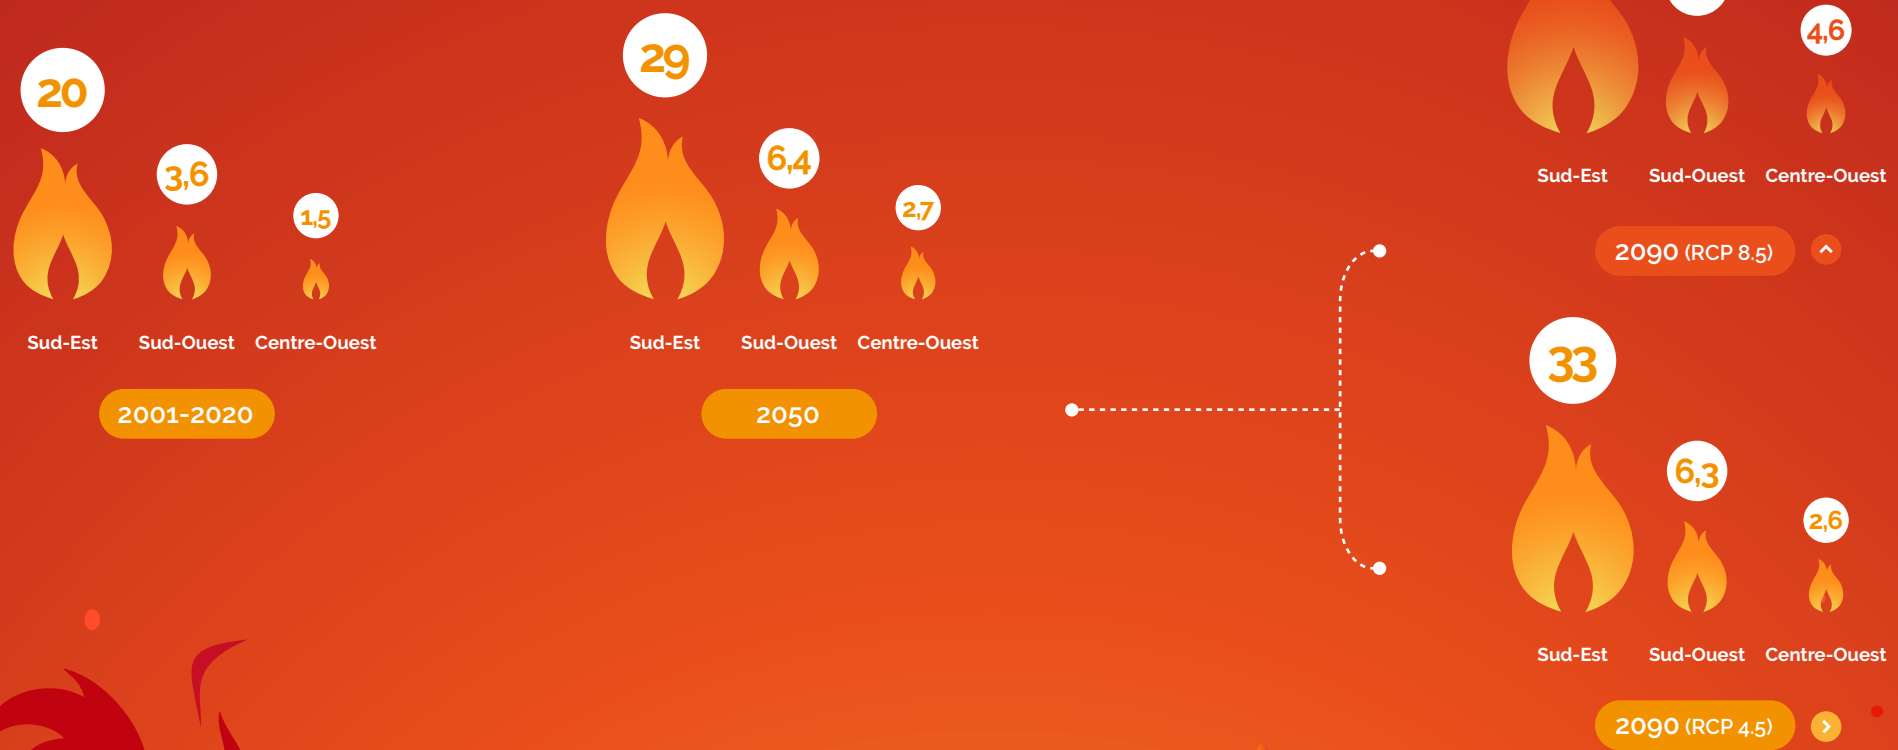 20
3,6
1,5
Sud-Est Sud-Ouest Centre-Ouest
2001-2020
29
6,4
2,7
Sud-Est Sud-Ouest Centre-Ouest
2050
4,6
Sud-Est Sud-Ouest Centre-Ouest
2090 (RCP 8.5)
33
6,3
2,6
Sud-Est Sud-Ouest Centre-Ouest
2090 (RCP 4.5)